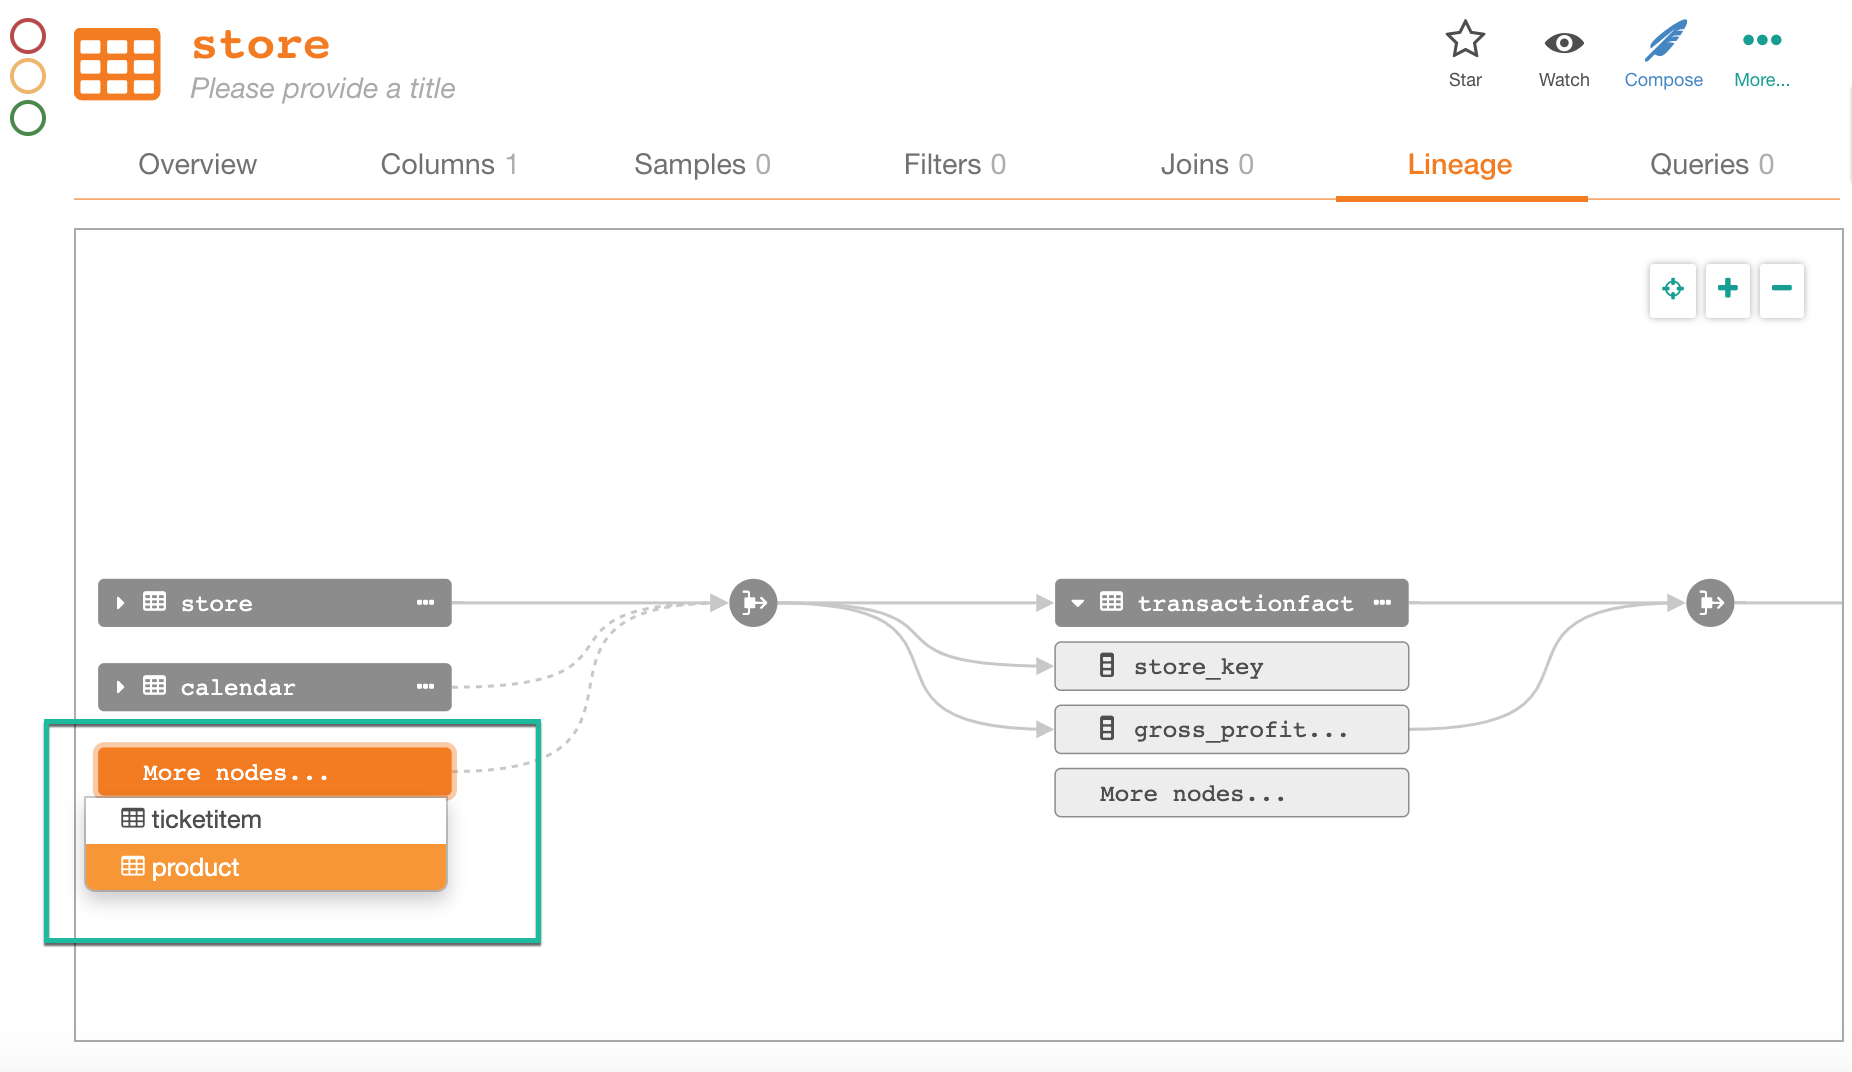 store
Please provide a title
Star
Watch
Compose
More...
Overview
Columns 1
Samples 0
Filters 0
Joins 0
Lineage
Queries 0
store
transactionfact
store_key
calendar
gross_profit...
More nodes...
More nodes...
ticketitem
product